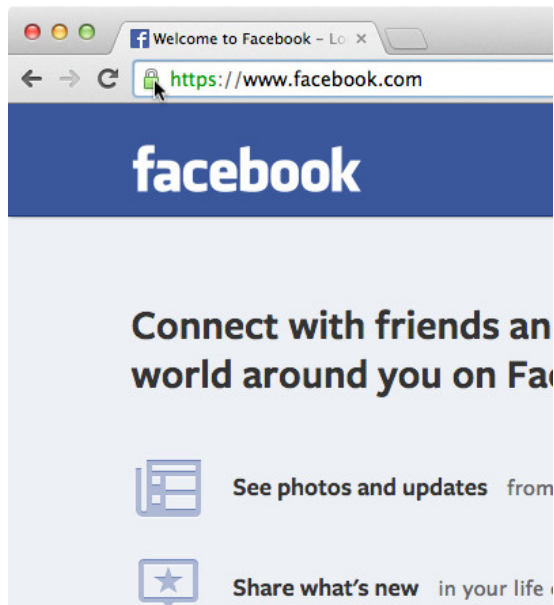 Welcome to Facebook – Lo
https://www.facebook.com
facebook
Connect with friends an
world around you on Fa
See photos and updates from
Share what's new in your life